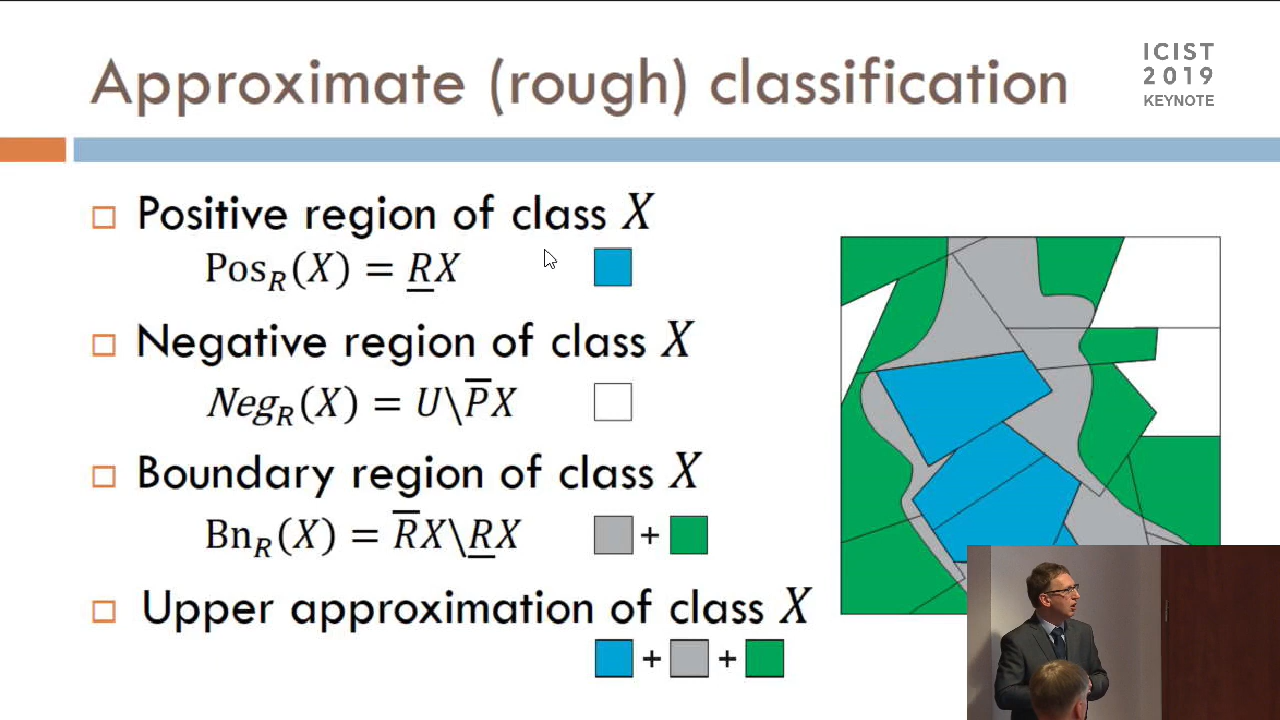 Approximate (rough) classification
ICIST
2019
KEYNOTE
Positive region of class X
Pos_R(X) = R̲X
Negative region of class X
Neg_R(X) = U\P̅X
Boundary region of class X
Bn_R(X) = R̅X\R̲X
+
Upper approximation of class X
+ +